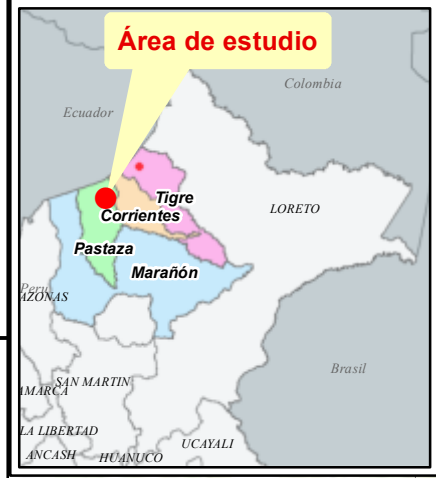 Área de estudio
Colombia
Ecuador
Tigre
LORETO
Corrientes
Pastaza
Marañón
Peru
AZONAS
Brasil
SAN MARTIN
AMARCA
LA LIBERTAD
UCAYALI
ANCASH
HUANUCO